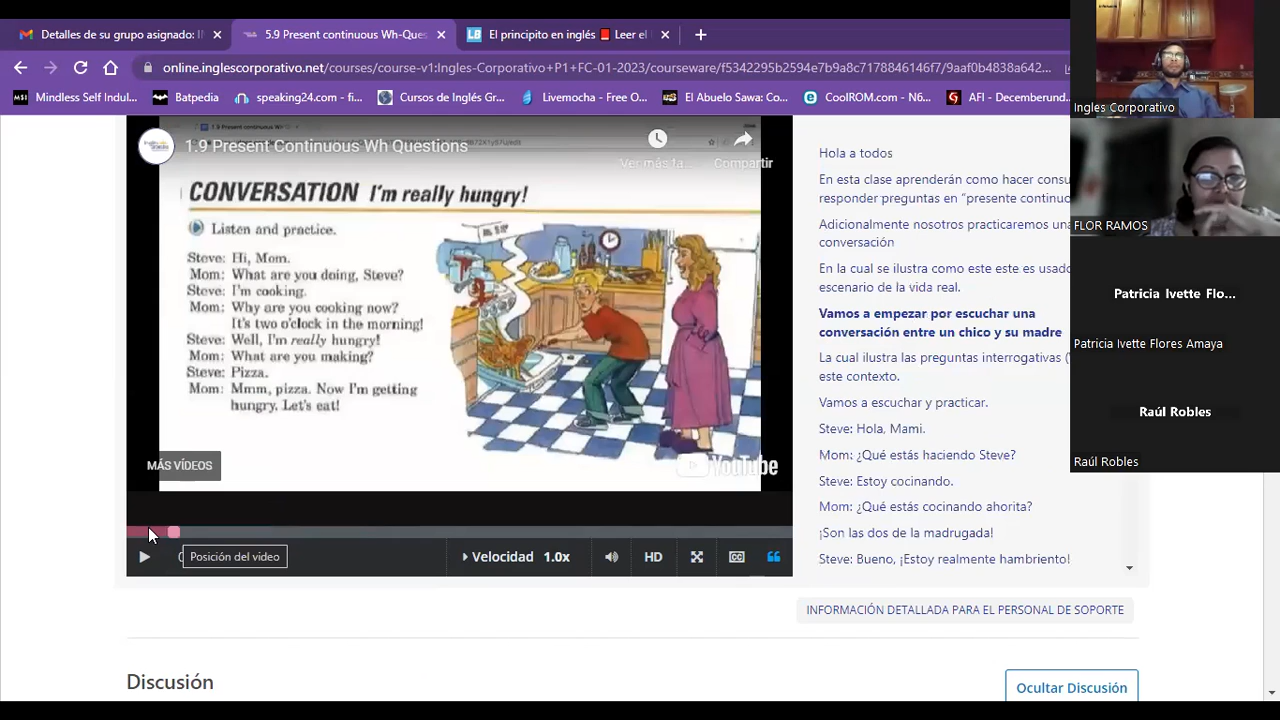 Detalles de su grupo asignado: I
5.9 Present continuous Wh-Ques
El principito en inglés 📕 Leer el l
online.inglescorporativo.net/courses/course-v1:InglesCorporativo+P1+FC-01-2023/courseware/f5342295b2594e7b9a8c7178846146f7/9aaf0b4838a642...
Mindless Self Indul...
Batpedia
speaking24.com - fi...
Cursos de Inglés Gr...
Livemocha - Free O...
El Abuelo Sawa: Co...
CoolROM.com - N6...
AFI - Decemberund...
Ingles Corporativo
1.9 Present Continuous Wh Questions
Ver más ta...
Compartir
CONVERSATION I'm really hungry!
Listen and practice.
Steve: Hi, Mom.
Mom: What are you doing, Steve?
Steve: I'm cooking.
Mom: Why are you cooking now?
It's two o'clock in the morning!
Steve: Well, I'm really hungry!
Mom: What are you making?
Steve: Pizza.
Mom: Mmm, pizza. Now I'm getting
hungry. Let's eat!
MÁS VÍDEOS
YouTube
Posición del vídeo
Velocidad 1.0x
HD
CC
Hola a todos
En esta clase aprenderán como hacer consu
responder preguntas en "presente continuo
Adicionalmente nosotros practicaremos una
conversación
En la cual se ilustra como este este es usado
escenario de la vida real.
Vamos a empezar por escuchar una
conversación entre un chico y su madre
La cual ilustra las preguntas interrogativas (
este contexto.
Vamos a escuchar y practicar.
Steve: Hola, Mami.
Mom: ¿Qué estás haciendo Steve?
Steve: Estoy cocinando.
Mom: ¿Qué estás cocinando ahorita?
¡Son las dos de la madrugada!
Steve: Bueno, ¡Estoy realmente hambriento!
FLOR RAMOS
Patricia Ivette Flo...
Patricia Ivette Flores Amaya
Raúl Robles
Raúl Robles
INFORMACIÓN DETALLADA PARA EL PERSONAL DE SOPORTE
Discusión
Ocultar Discusión